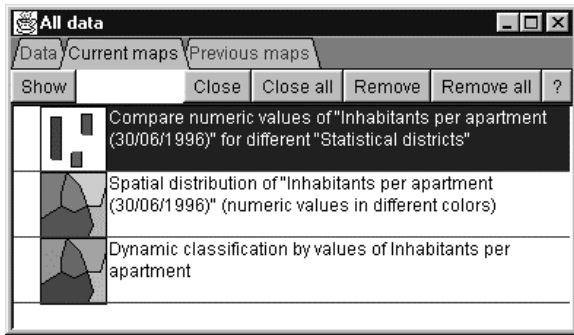 All data
Data Current maps Previous maps
Show Close Close all Remove Remove all ?
Compare numeric values of "Inhabitants per apartment
(30/06/1996)" for different "Statistical districts"
Spatial distribution of "Inhabitants per apartment
(30/06/1996)" (numeric values in different colors)
Dynamic classification by values of Inhabitants per
apartment